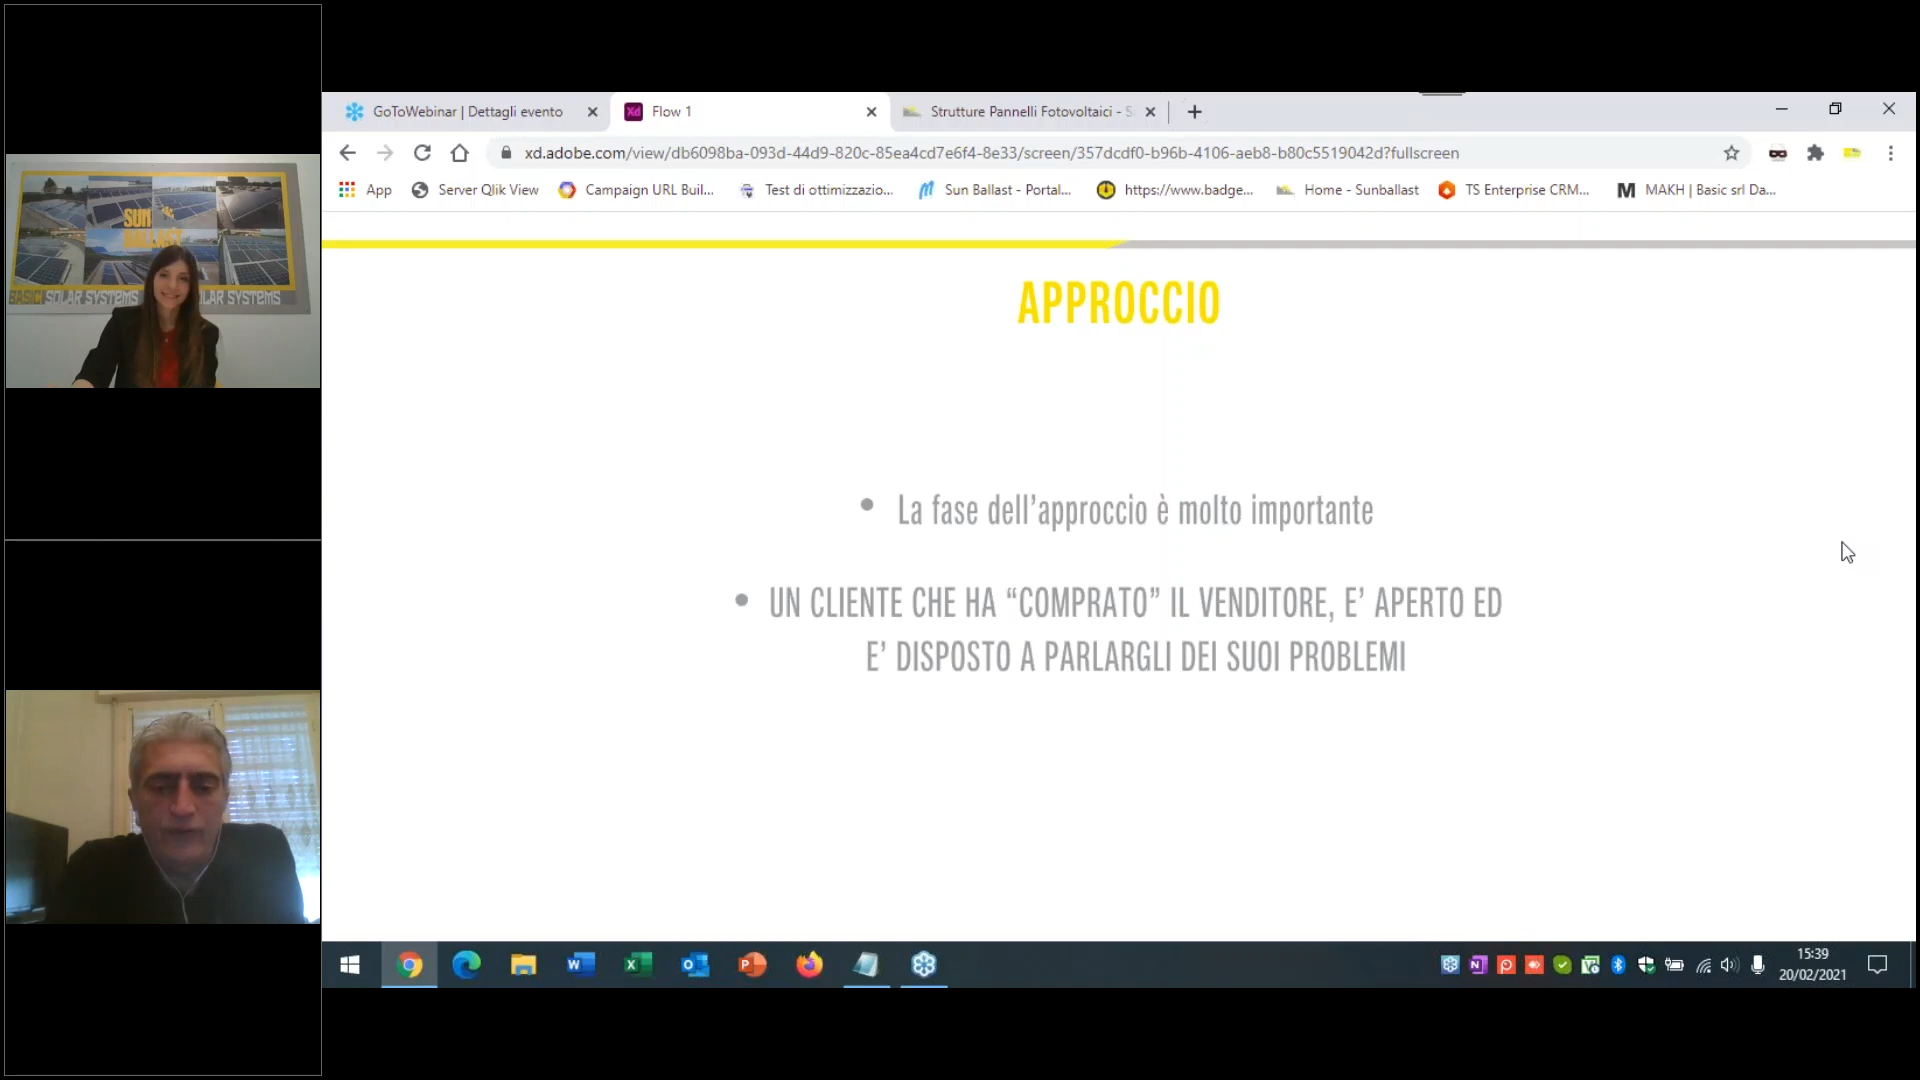 GoToWebinar | Dettagli evento
Flow 1
Strutture Pannelli Fotovoltaici - S
xd.adobe.com/view/db6098ba-093d-44d9-820c-85ea4cd7e6f4-8e33/screen/357dcdf0-b96b-4106-aeb8-b80c5519042d?fullscreen
App
Server Qlik View
Campaign URL Buil...
Test di ottimizzazio...
Sun Ballast - Portal...
https://www.badge...
Home - Sunballast
TS Enterprise CRM...
MAKH | Basic srl Da...
SUN
BALLAST
BASIC SOLAR SYSTEMS
LAR SYSTEMS
APPROCCIO
• La fase dell’approccio è molto importante
• UN CLIENTE CHE HA “COMPRATO” IL VENDITORE, E’ APERTO ED
E’ DISPOSTO A PARLARGLI DEI SUOI PROBLEMI
15:39
20/02/2021